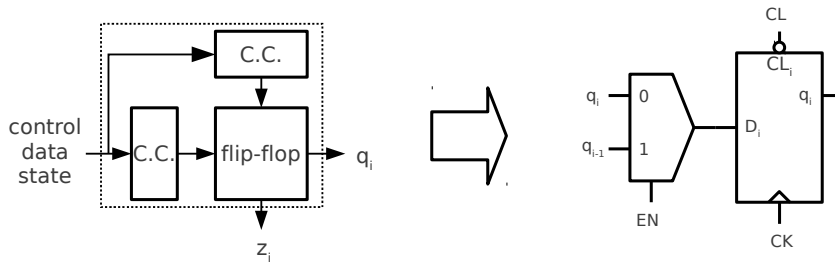 C.C.
control
data
state
C.C.
flip-flop
q_i
z_i
CL
CL_i
q_i
0
q_i
D_i
q_{i-1}
1
EN
CK